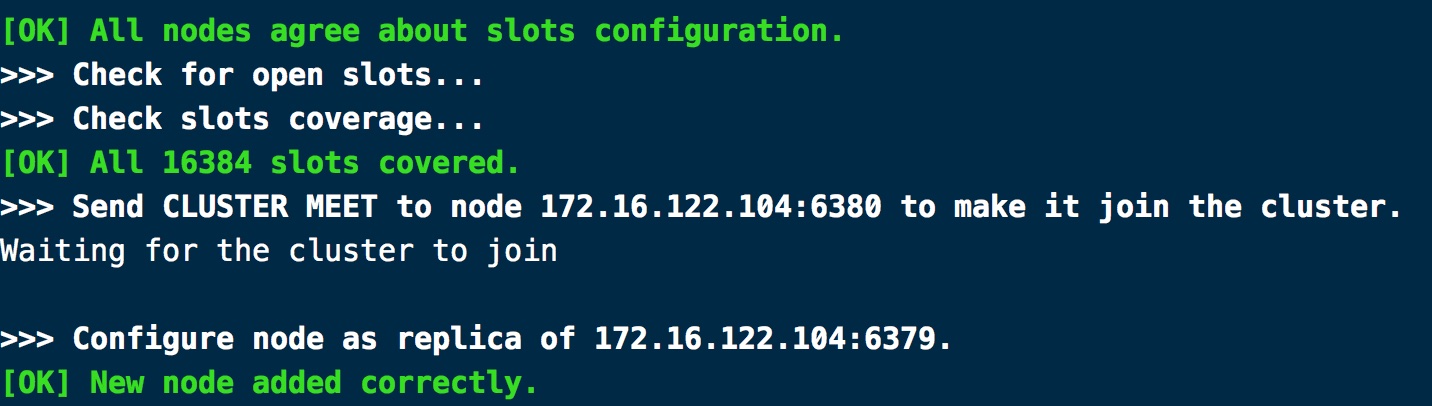 [OK] All nodes agree about slots configuration.
>>> Check for open slots...
>>> Check slots coverage...
[OK] All 16384 slots covered.
>>> Send CLUSTER MEET to node 172.16.122.104:6380 to make it join the cluster.
Waiting for the cluster to join
>>> Configure node as replica of 172.16.122.104:6379.
[OK] New node added correctly.